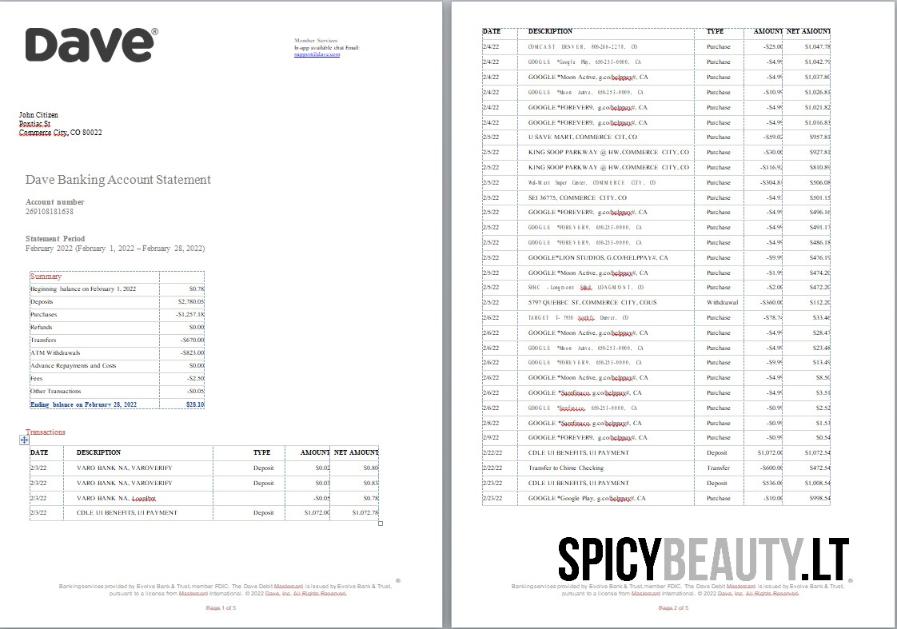 Dave®
Member Services
In-app available chat Email:
support@dave.com
John Citizen
Pontiac St
Commerce City, CO 80022
Dave Banking Account Statement
Account number
269108181638
Statement Period
February 2022 (February 1, 2022 – February 28, 2022)
Summary
Beginning balance on February 1, 2022 $0.78
Deposits $2,780.05
Purchases -$1,257.18
Refunds $0.00
Transfers -$670.00
ATM Withdrawals -$823.00
Advance Repayments and Costs $0.00
Fees -$2.50
Other Transactions -$0.05
Ending balance on February 28, 2022 $28.10
Transactions
DATE DESCRIPTION TYPE AMOUNT NET AMOUNT
2/3/22 VARO BANK, NA, VAROVERIFY Deposit $0.02 $0.80
2/3/22 VARO BANK, NA, VAROVERIFY Deposit $0.03 $0.83
2/3/22 VARO BANK, NA, -$0.05 $0.78
2/3/22 CDLE UI BENEFITS, UI PAYMENT Deposit $1,072.00 $1,072.78
Banking services provided by Evolve Bank & Trust, member FDIC. The Dave Debit Mastercard is issued by Evolve Bank & Trust,
pursuant to a license from Mastercard International. © 2022 Dave, Inc. All Rights Reserved.
Page 1 of 5
DATE DESCRIPTION TYPE AMOUNT NET AMOUNT
2/4/22 COMCAST DENVER, CO Purchase -$25.00 $1,047.78
2/4/22 GOOGLE *Google Play, 650-253-0000, CA Purchase -$4.99 $1,042.79
2/4/22 GOOGLE *Moon Active, g.co/helppay#, CA Purchase -$4.99 $1,037.80
2/4/22 GOOGLE *Moon Active, 650-253-0000, CA Purchase -$10.99 $1,026.81
2/4/22 GOOGLE *FOREVER9, g.co/helppay#, CA Purchase -$4.99 $1,021.82
2/4/22 GOOGLE *FOREVER9, g.co/helppay#, CA Purchase -$4.99 $1,016.83
2/5/22 U SAVE MART, COMMERCE CIT, CO Purchase -$59.02 $957.81
2/5/22 KING SOOP PARKWAY @ HW, COMMERCE CITY, CO Purchase -$30.00 $927.81
2/5/22 KING SOOP PARKWAY @ HW, COMMERCE CITY, CO Purchase -$116.92 $810.89
2/5/22 Wal-Mart Super Center, COMMERCE CITY, CO Purchase -$304.81 $506.08
2/5/22 SEI 36775, COMMERCE CITY, CO Purchase -$4.93 $501.15
2/5/22 GOOGLE *FOREVER9, g.co/helppay#, CA Purchase -$4.99 $496.16
2/5/22 GOOGLE *FOREVER9, 650-253-0000, CA Purchase -$4.99 $491.17
2/5/22 GOOGLE *FOREVER9, 650-253-0000, CA Purchase -$4.99 $486.18
2/5/22 GOOGLE*LION STUDIOS, G.CO/HELPPAY#, CA Purchase -$9.99 $476.19
2/5/22 GOOGLE *Moon Active, g.co/helppay#, CA Purchase -$1.99 $474.20
2/5/22 LONGMONT, CO Purchase -$2.00 $472.20
2/5/22 5797 QUEBEC ST, COMMERCE CITY, COUS Withdrawal -$360.00 $112.20
2/6/22 TARGET Denver, CO Purchase -$78.74 $33.46
2/6/22 GOOGLE *Moon Active, g.co/helppay#, CA Purchase -$4.99 $28.47
2/6/22 GOOGLE *Moon Active, 650-253-0000, CA Purchase -$4.99 $23.48
2/6/22 GOOGLE *FOREVER9, 650-253-0000, CA Purchase -$9.99 $13.49
2/6/22 GOOGLE *Moon Active, g.co/helppay#, CA Purchase -$4.99 $8.50
2/6/22 GOOGLE g.co/helppay#, CA Purchase -$4.99 $3.51
2/6/22 GOOGLE 650-253-0000, CA Purchase -$0.99 $2.52
2/8/22 GOOGLE g.co/helppay#, CA Purchase -$0.99 $1.53
2/9/22 GOOGLE *FOREVER9, g.co/helppay#, CA Purchase -$0.99 $0.54
2/22/22 CDLE UI BENEFITS, UI PAYMENT Deposit $1,072.00 $1,072.54
2/22/22 Transfer to Chime Checking Transfer -$600.00 $472.54
2/23/22 CDLE UI BENEFITS, UI PAYMENT Deposit $536.00 $1,008.54
2/23/22 GOOGLE *Google Play, g.co/helppay#, CA Purchase -$10.00 $998.54
SPICYBEAUTY.LT
Banking services provided by Evolve Bank & Trust, member FDIC. The Dave Debit Mastercard is issued by Evolve Bank & Trust,
pursuant to a license from Mastercard International. © 2022 Dave, Inc. All Rights Reserved.
Page 2 of 5